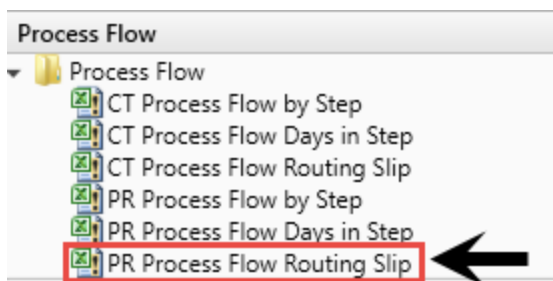 Process Flow
Process Flow
CT Process Flow by Step
CT Process Flow Days in Step
CT Process Flow Routing Slip
PR Process Flow by Step
PR Process Flow Days in Step
PR Process Flow Routing Slip